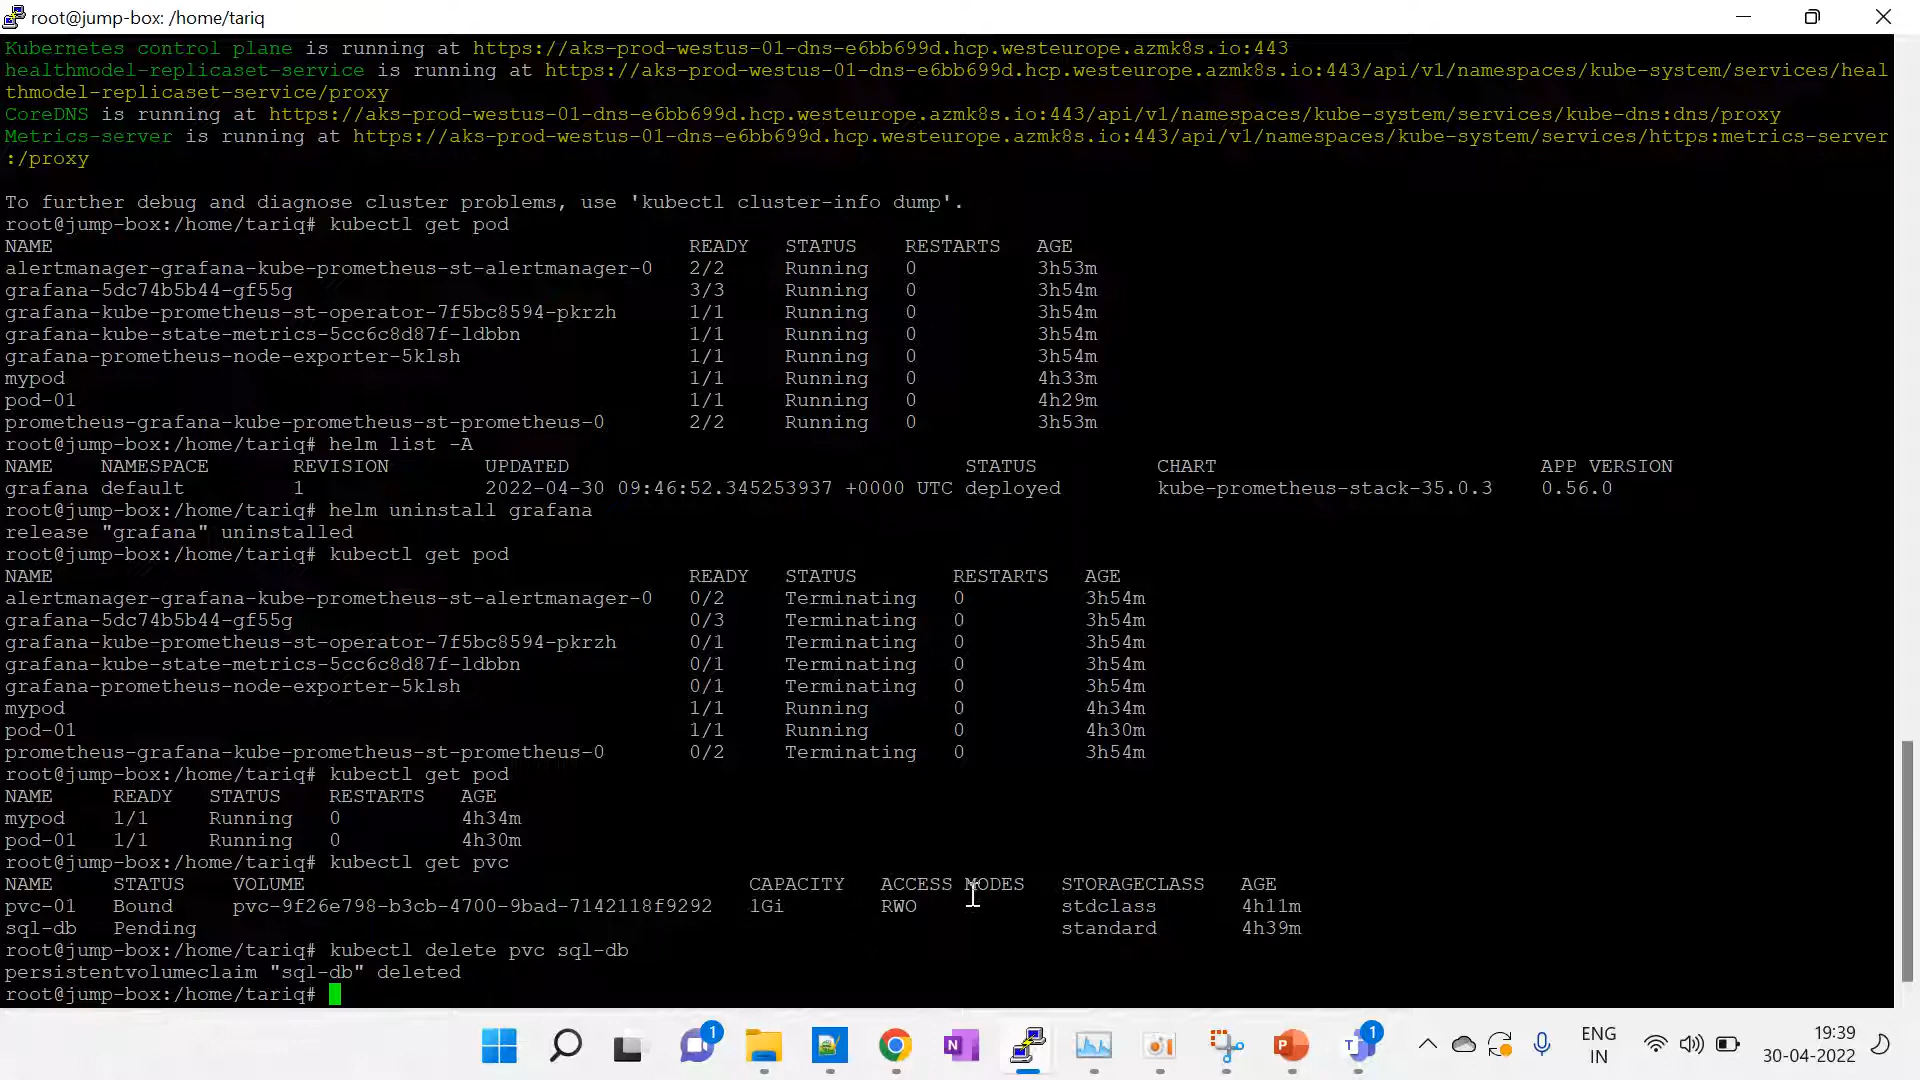 root@jump-box: /home/tariq
Kubernetes control plane is running at https://aks-prod-westus-01-dns-e6bb699d.hcp.westeurope.azmk8s.io:443
healthmodel-replicaset-service is running at https://aks-prod-westus-01-dns-e6bb699d.hcp.westeurope.azmk8s.io:443/api/v1/namespaces/kube-system/services/heal
thmodel-replicaset-service/proxy
CoreDNS is running at https://aks-prod-westus-01-dns-e6bb699d.hcp.westeurope.azmk8s.io:443/api/v1/namespaces/kube-system/services/kube-dns:dns/proxy
Metrics-server is running at https://aks-prod-westus-01-dns-e6bb699d.hcp.westeurope.azmk8s.io:443/api/v1/namespaces/kube-system/services/https:metrics-server
:/proxy
To further debug and diagnose cluster problems, use 'kubectl cluster-info dump'.
root@jump-box:/home/tariq# kubectl get pod
NAME READY STATUS RESTARTS AGE
alertmanager-grafana-kube-prometheus-st-alertmanager-0 2/2 Running 0 3h53m
grafana-5dc74b5b44-gf55g 3/3 Running 0 3h54m
grafana-kube-prometheus-st-operator-7f5bc8594-pkrzh 1/1 Running 0 3h54m
grafana-kube-state-metrics-5cc6c8d87f-ldbbn 1/1 Running 0 3h54m
grafana-prometheus-node-exporter-5klsh 1/1 Running 0 3h54m
mypod 1/1 Running 0 4h33m
pod-01 1/1 Running 0 4h29m
prometheus-grafana-kube-prometheus-st-prometheus-0 2/2 Running 0 3h53m
root@jump-box:/home/tariq# helm list -A
NAME NAMESPACE REVISION UPDATED STATUS CHART APP VERSION
grafana default 1 2022-04-30 09:46:52.345253937 +0000 UTC deployed kube-prometheus-stack-35.0.3 0.56.0
root@jump-box:/home/tariq# helm uninstall grafana
release "grafana" uninstalled
root@jump-box:/home/tariq# kubectl get pod
NAME READY STATUS RESTARTS AGE
alertmanager-grafana-kube-prometheus-st-alertmanager-0 0/2 Terminating 0 3h54m
grafana-5dc74b5b44-gf55g 0/3 Terminating 0 3h54m
grafana-kube-prometheus-st-operator-7f5bc8594-pkrzh 0/1 Terminating 0 3h54m
grafana-kube-state-metrics-5cc6c8d87f-ldbbn 0/1 Terminating 0 3h54m
grafana-prometheus-node-exporter-5klsh 0/1 Terminating 0 3h54m
mypod 1/1 Running 0 4h34m
pod-01 1/1 Running 0 4h30m
prometheus-grafana-kube-prometheus-st-prometheus-0 0/2 Terminating 0 3h54m
root@jump-box:/home/tariq# kubectl get pod
NAME READY STATUS RESTARTS AGE
mypod 1/1 Running 0 4h34m
pod-01 1/1 Running 0 4h30m
root@jump-box:/home/tariq# kubectl get pvc
NAME STATUS VOLUME CAPACITY ACCESS MODES STORAGECLASS AGE
pvc-01 Bound pvc-9f26e798-b3cb-4700-9bad-7142118f9292 1Gi RWO stdclass 4h11m
sql-db Pending standard 4h39m
root@jump-box:/home/tariq# kubectl delete pvc sql-db
persistentvolumeclaim "sql-db" deleted
root@jump-box:/home/tariq#
1
N
P
T
1
ENG
IN
19:39
30-04-2022